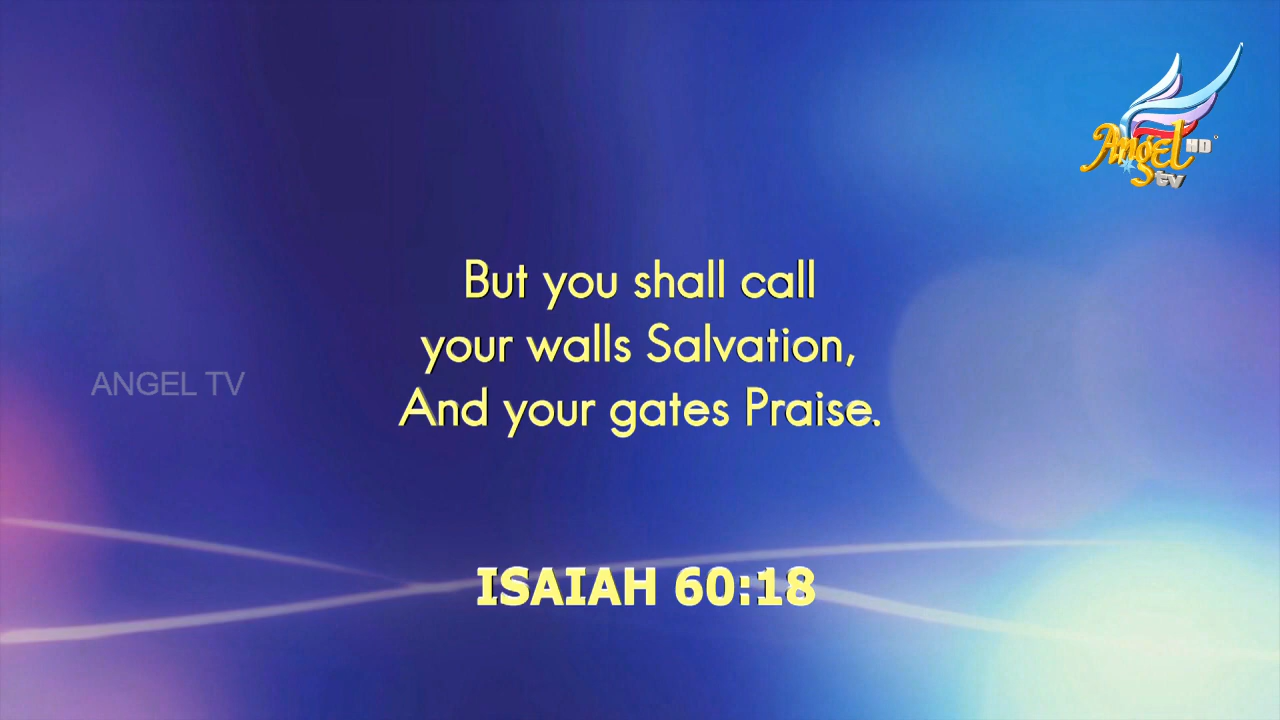 Angel HD
tv
But you shall call
your walls Salvation,
ANGEL TV
And your gates Praise.
ISAIAH 60:18